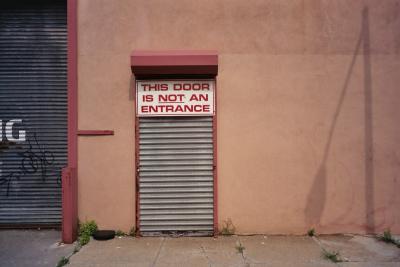 THIS DOOR
IS NOT AN
ENTRANCE